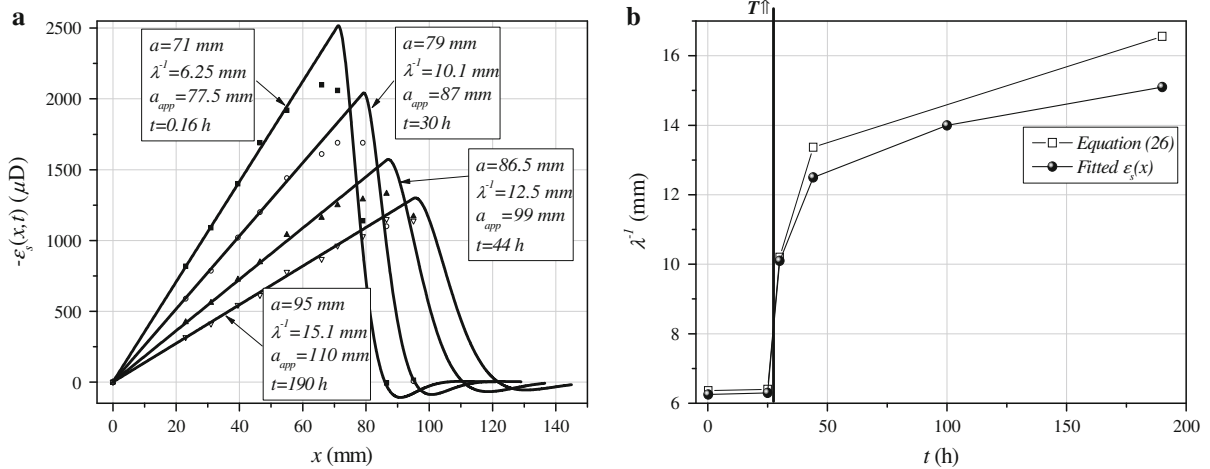 a
-εs(x,t) (μD)
2500
2000
1500
1000
500
0
0 20 40 60 80 100 120 140
x (mm)
a=71 mm
λ⁻¹=6.25 mm
a_app=77.5 mm
t=0.16 h
a=79 mm
λ⁻¹=10.1 mm
a_app=87 mm
t=30 h
a=86.5 mm
λ⁻¹=12.5 mm
a_app=99 mm
t=44 h
a=95 mm
λ⁻¹=15.1 mm
a_app=110 mm
t=190 h
b
T⇑
λ⁻¹ (mm)
16
14
12
10
8
6
0 50 100 150 200
t (h)
Equation (26)
Fitted εs(x)